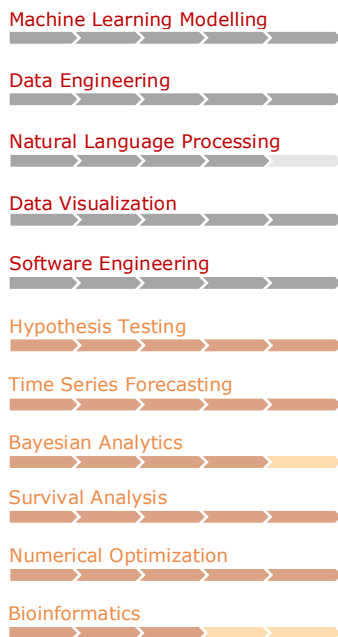 Machine Learning Modelling
Data Engineering
Natural Language Processing
Data Visualization
Software Engineering
Hypothesis Testing
Time Series Forecasting
Bayesian Analytics
Survival Analysis
Numerical Optimization
Bioinformatics